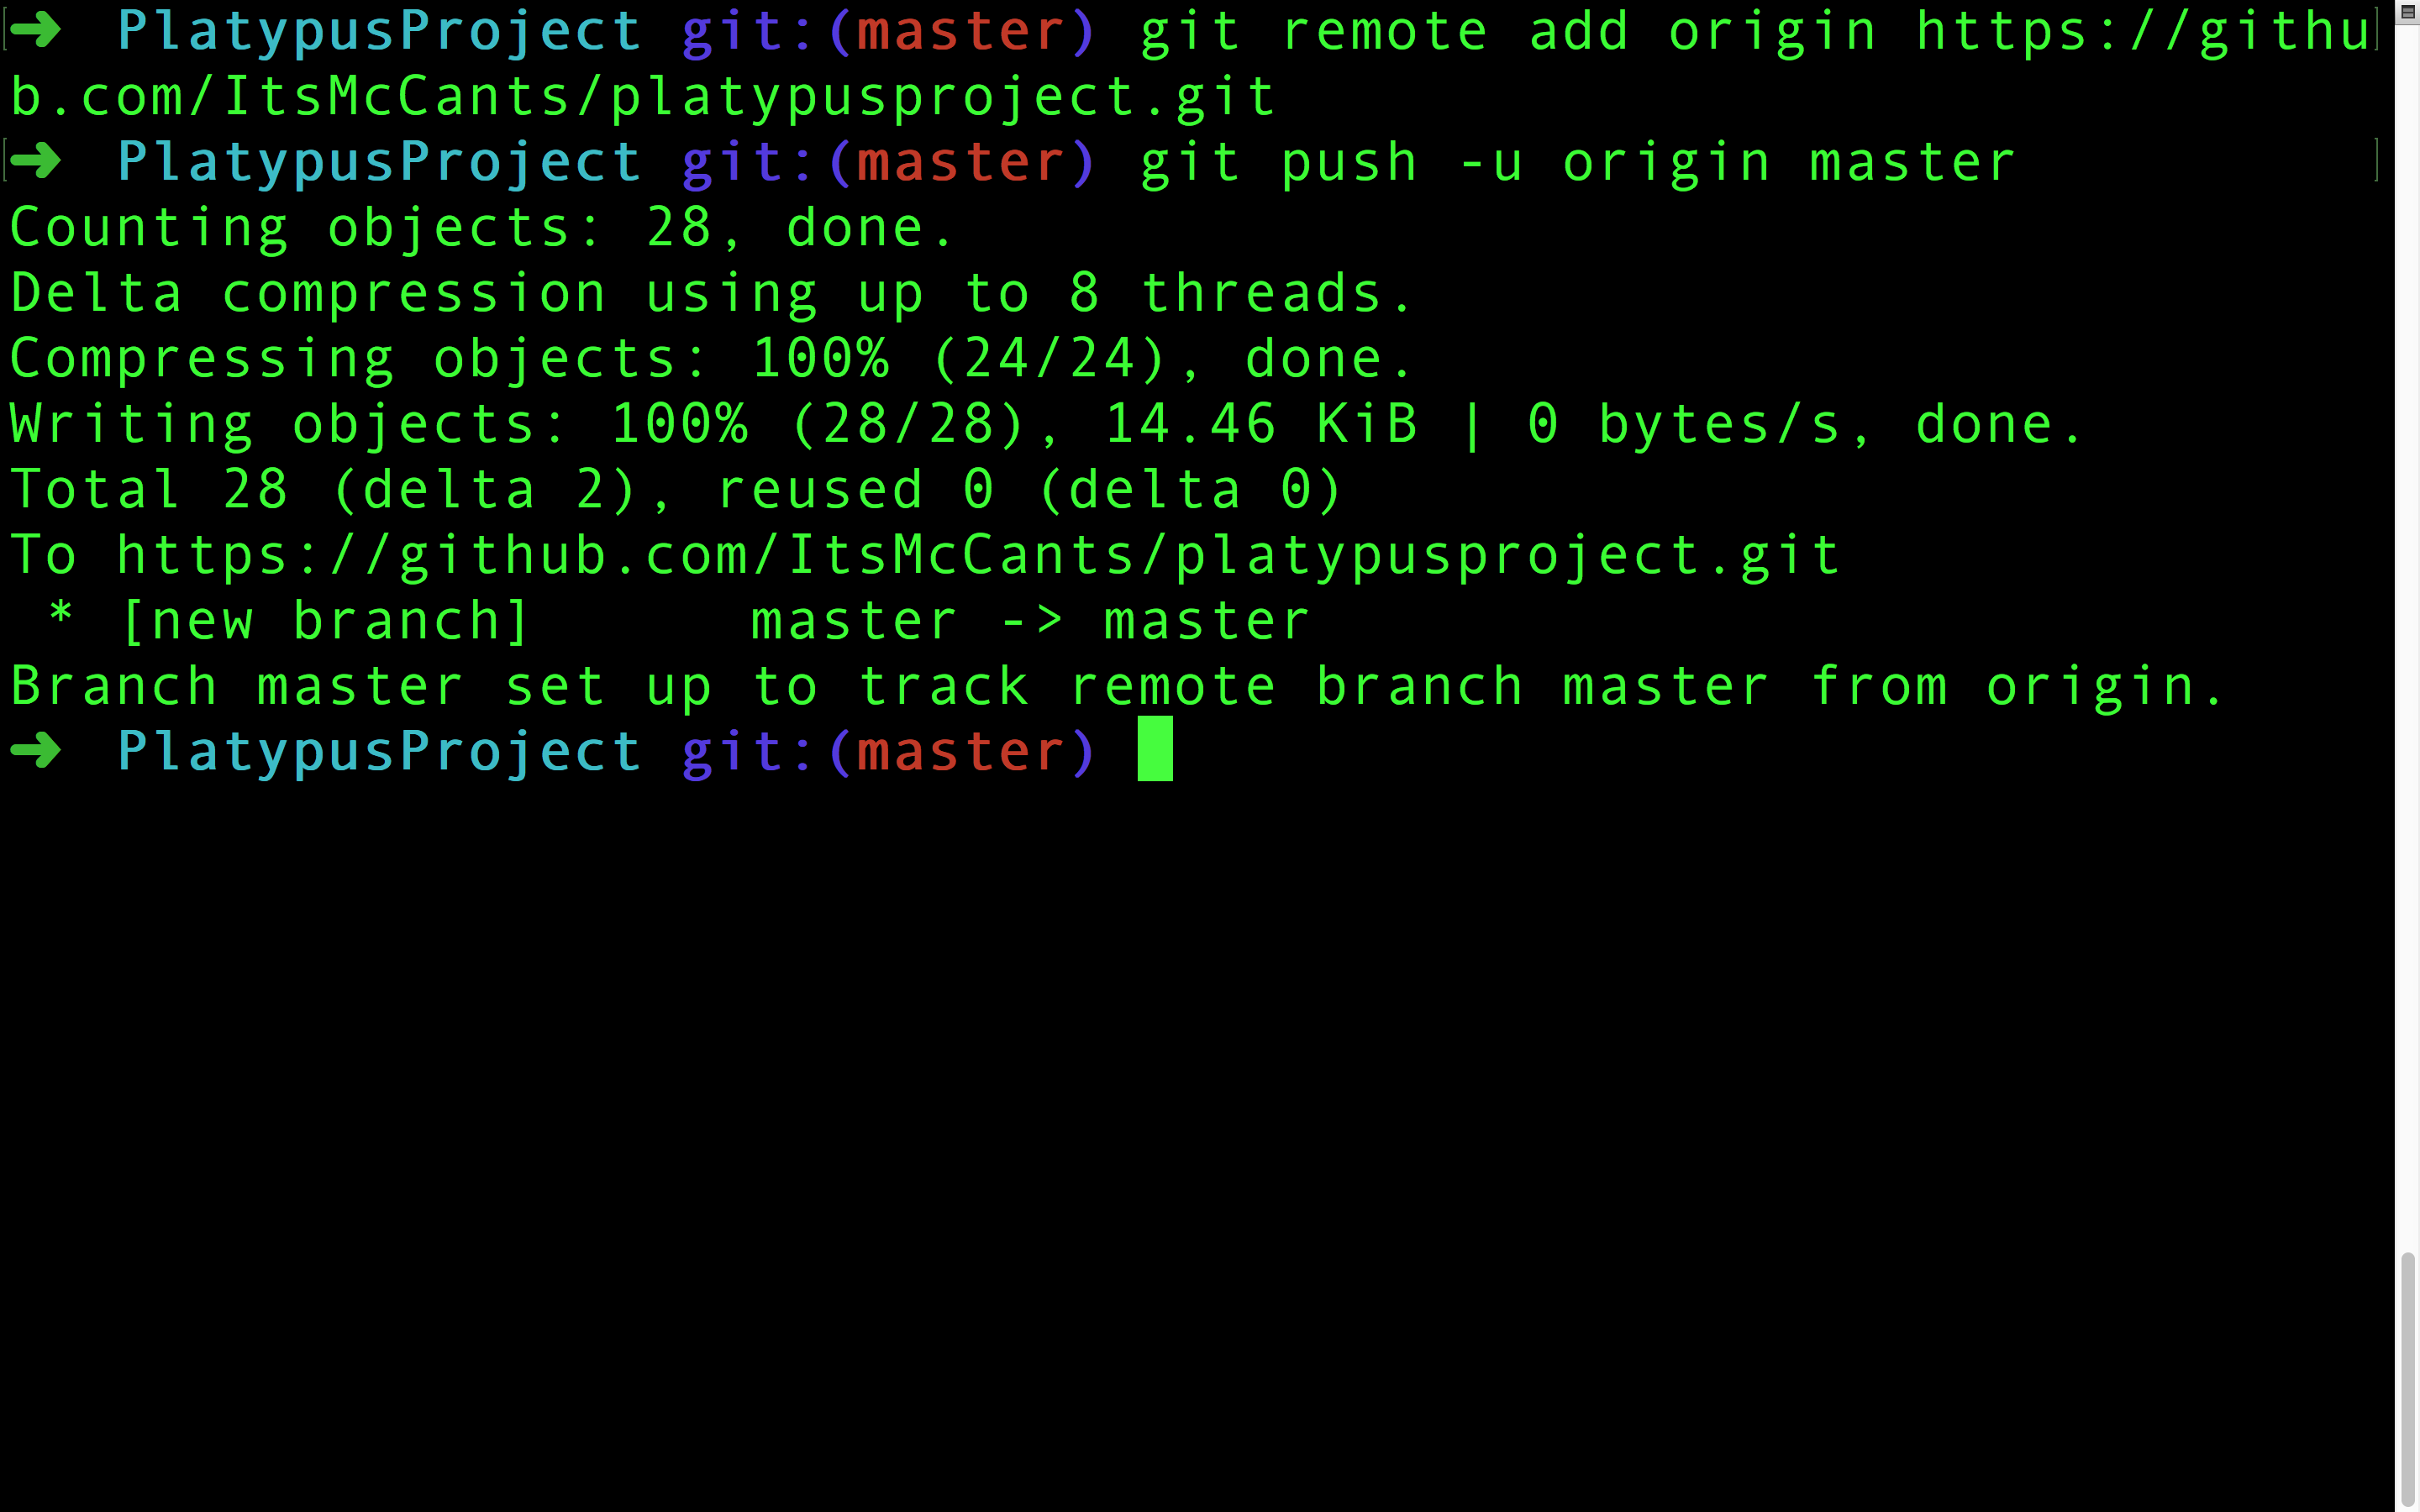 ➜  PlatypusProject git:(master) git remote add origin https://githu
b.com/ItsMcCants/platypusproject.git
➜  PlatypusProject git:(master) git push -u origin master
Counting objects: 28, done.
Delta compression using up to 8 threads.
Compressing objects: 100% (24/24), done.
Writing objects: 100% (28/28), 14.46 KiB | 0 bytes/s, done.
Total 28 (delta 2), reused 0 (delta 0)
To https://github.com/ItsMcCants/platypusproject.git
 * [new branch]      master -> master
Branch master set up to track remote branch master from origin.
➜  PlatypusProject git:(master)